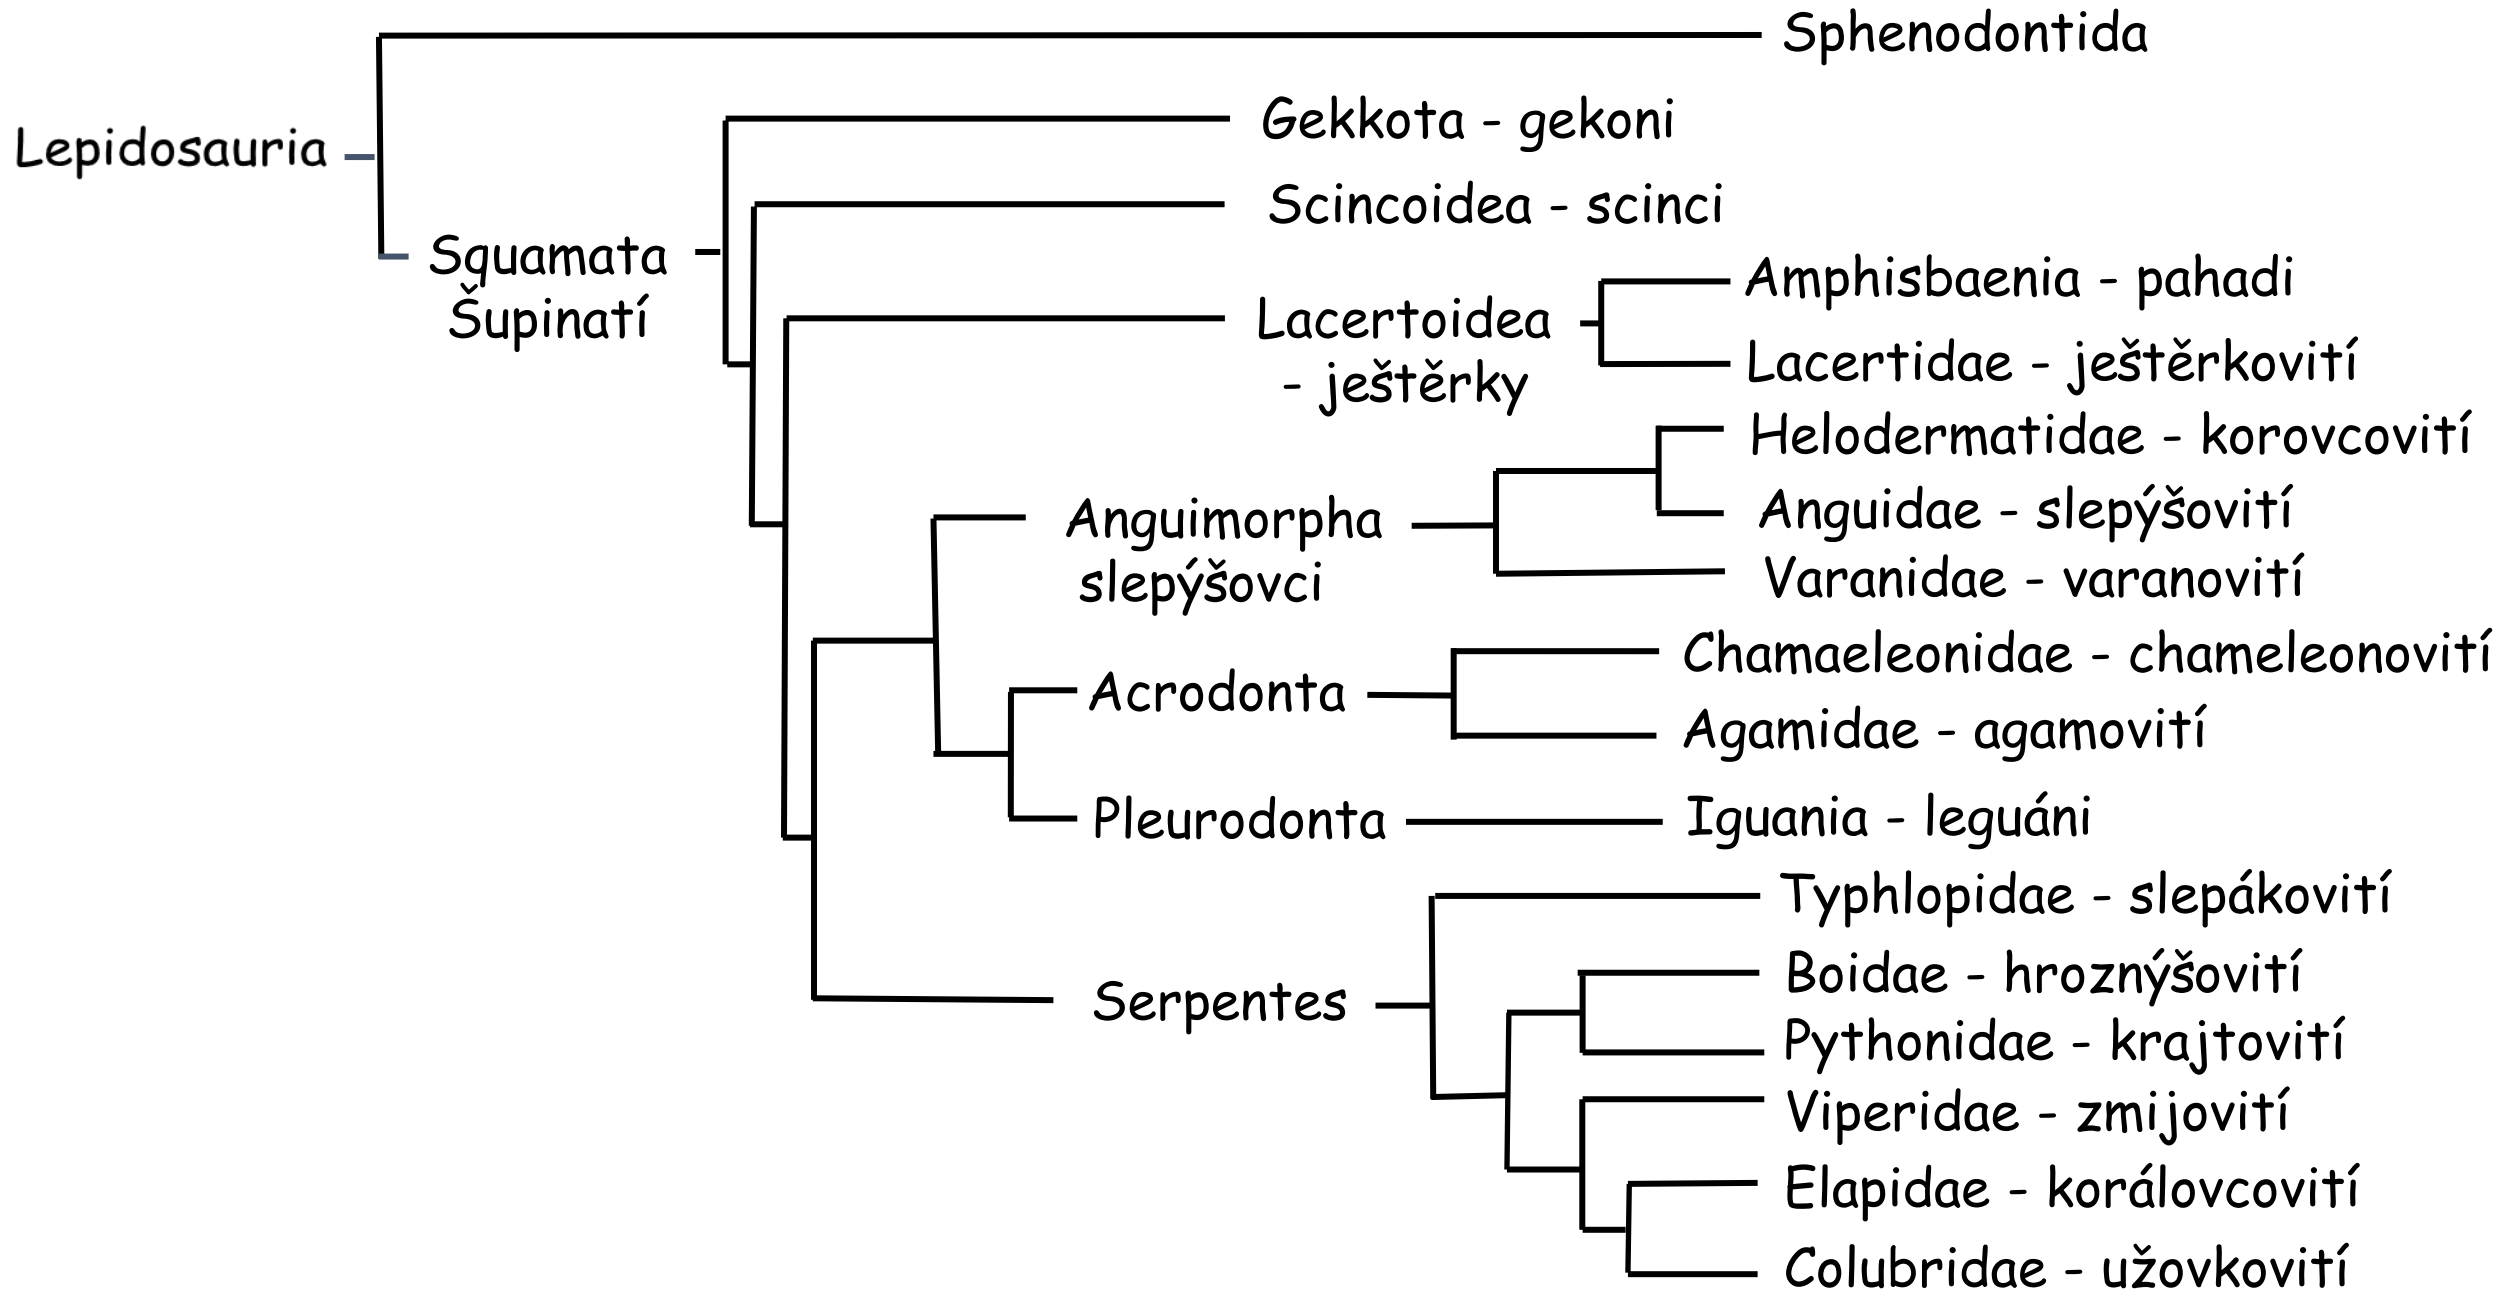 Sphenodontida
Gekkota - gekoni
Lepidosauria
Scincoidea - scinci
Squamata
Šupinatí
Amphisbaenia - pahadi
Lacertoidea
- ještěrky
Lacertidae - ještěrkovití
Helodermatidae - korovcovití
Anguimorpha
slepýšovci
Anguidae - slepýšovití
Varanidae - varanovití
Chamaeleonidae - chameleonovití
Acrodonta
Agamidae - agamovití
Pleurodonta
Iguania - leguáni
Typhlopidae - slepákovití
Boidae - hroznýšovití
Serpentes
Pythonidae - krajtovití
Viperidae - zmijovití
Elapidae - korálovcovití
Colubridae - užovkovití